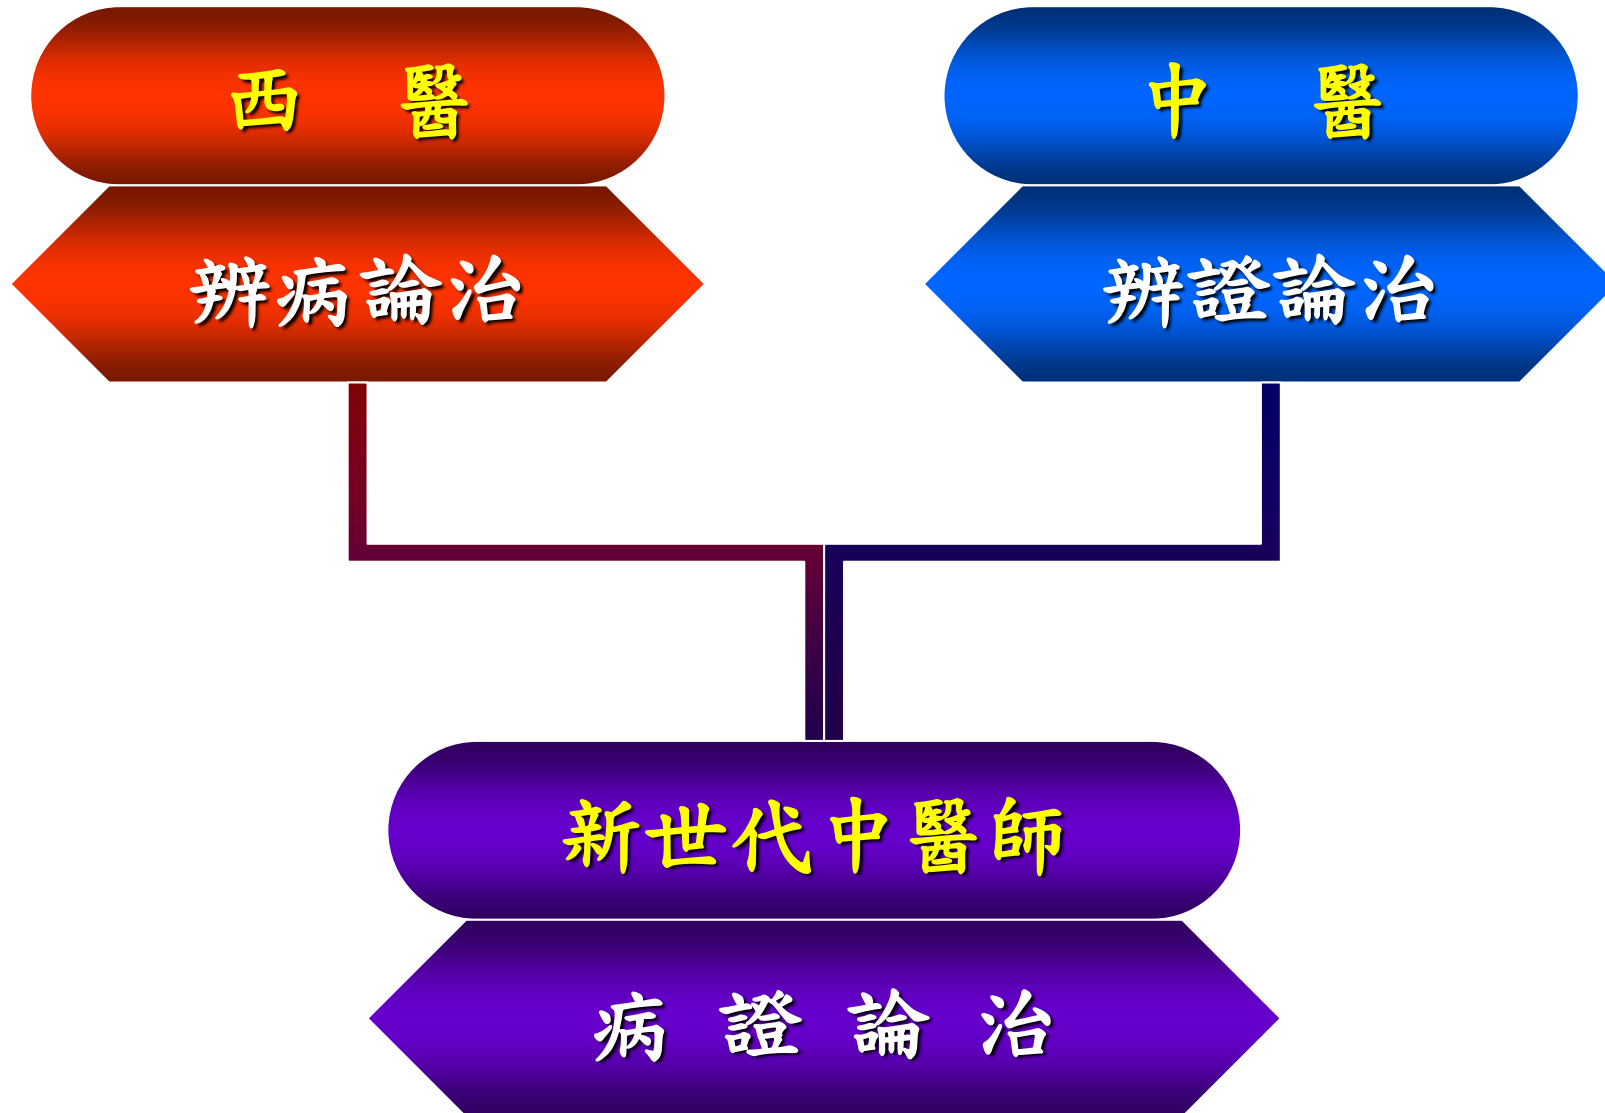 西 醫
辨病論治
中 醫
辨證論治
新世代中醫師
病 證 論 治